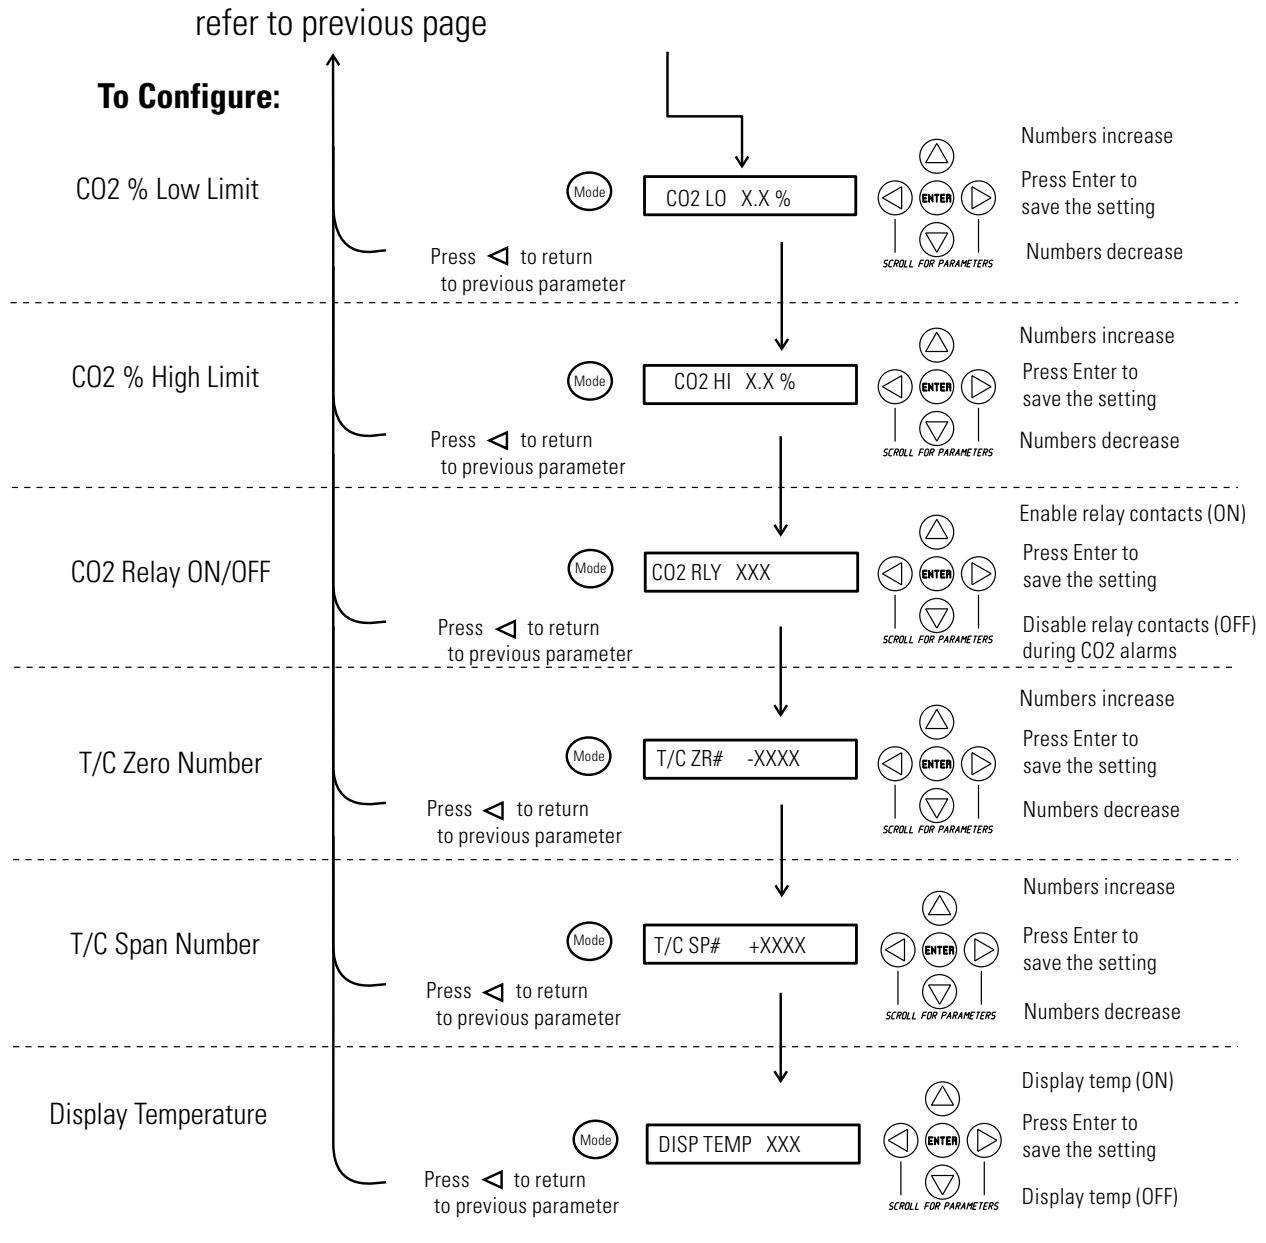 refer to previous page
To Configure:
CO2 % Low Limit
Mode
CO2 LO X.X %
ENTER
SCROLL FOR PARAMETERS
Numbers increase
Press Enter to
save the setting
Numbers decrease
Press to return
to previous parameter
CO2 % High Limit
Mode
CO2 HI X.X %
ENTER
SCROLL FOR PARAMETERS
Numbers increase
Press Enter to
save the setting
Numbers decrease
Press to return
to previous parameter
CO2 Relay ON/OFF
Mode
CO2 RLY XXX
ENTER
SCROLL FOR PARAMETERS
Enable relay contacts (ON)
Press Enter to
save the setting
Disable relay contacts (OFF)
during CO2 alarms
Press to return
to previous parameter
T/C Zero Number
Mode
T/C ZR# -XXXX
ENTER
SCROLL FOR PARAMETERS
Numbers increase
Press Enter to
save the setting
Numbers decrease
Press to return
to previous parameter
T/C Span Number
Mode
T/C SP# +XXXX
ENTER
SCROLL FOR PARAMETERS
Numbers increase
Press Enter to
save the setting
Numbers decrease
Press to return
to previous parameter
Display Temperature
Mode
DISP TEMP XXX
ENTER
SCROLL FOR PARAMETERS
Display temp (ON)
Press Enter to
save the setting
Display temp (OFF)
Press to return
to previous parameter